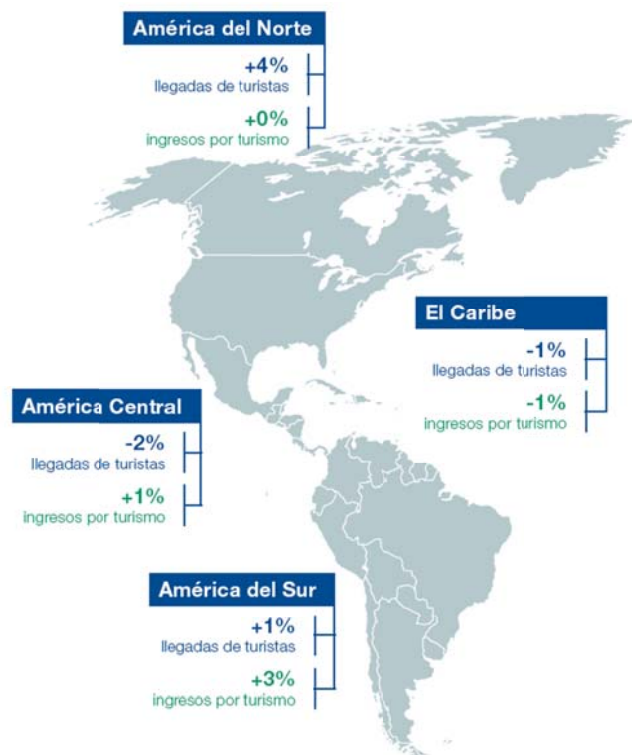 América del Norte
+4%
llegadas de turistas
+0%
ingresos por turismo
El Caribe
-1%
llegadas de turistas
-1%
ingresos por turismo
América Central
-2%
llegadas de turistas
+1%
ingresos por turismo
América del Sur
+1%
llegadas de turistas
+3%
ingresos por turismo